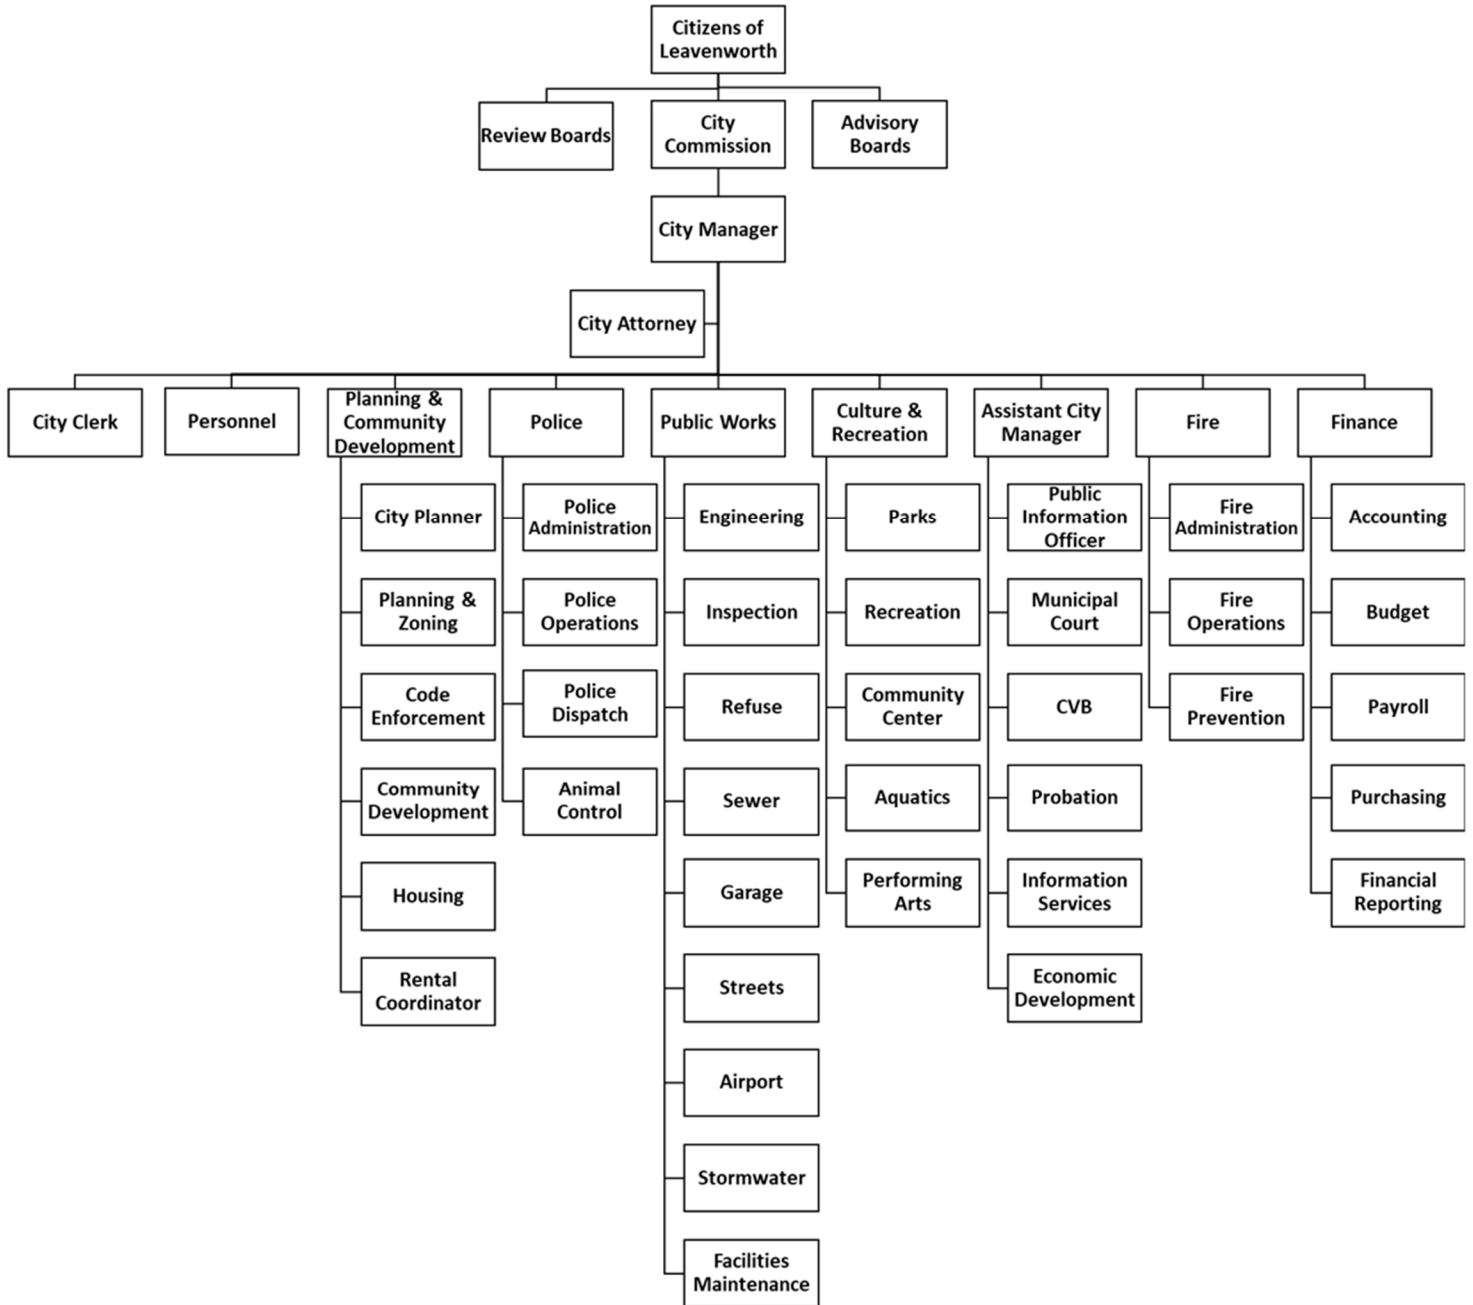 Citizens of
Leavenworth
Review Boards
City
Commission
Advisory
Boards
City Manager
City Attorney
City Clerk
Personnel
Planning &
Community
Development
Police
Public Works
Culture &
Recreation
Assistant City
Manager
Fire
Finance
City Planner
Planning &
Zoning
Code
Enforcement
Community
Development
Housing
Rental
Coordinator
Police
Administration
Police
Operations
Police
Dispatch
Animal
Control
Engineering
Inspection
Refuse
Sewer
Garage
Streets
Airport
Stormwater
Facilities
Maintenance
Parks
Recreation
Community
Center
Aquatics
Performing
Arts
Public
Information
Officer
Municipal
Court
CVB
Probation
Information
Services
Economic
Development
Fire
Administration
Fire
Operations
Fire
Prevention
Accounting
Budget
Payroll
Purchasing
Financial
Reporting